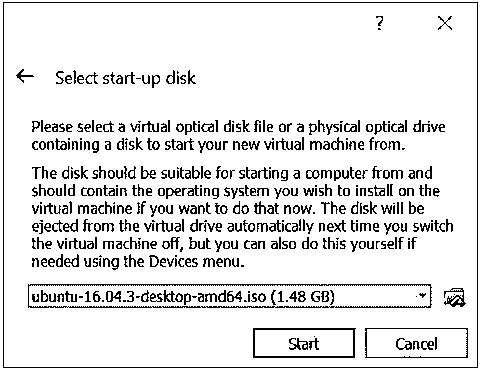 ?
Select start-up disk
Please select a virtual optical disk file or a physical optical drive
containing a disk to start your new virtual machine from.
The disk should be suitable for starting a computer from and
should contain the operating system you wish to install on the
virtual machine if you want to do that now. The disk will be
ejected from the virtual drive automatically next time you switch
the virtual machine off, but you can also do this yourself if
needed using the Devices menu.
ubuntu-16.04.3-desktop-amd64.iso (1.48 GB)
Start Cancel